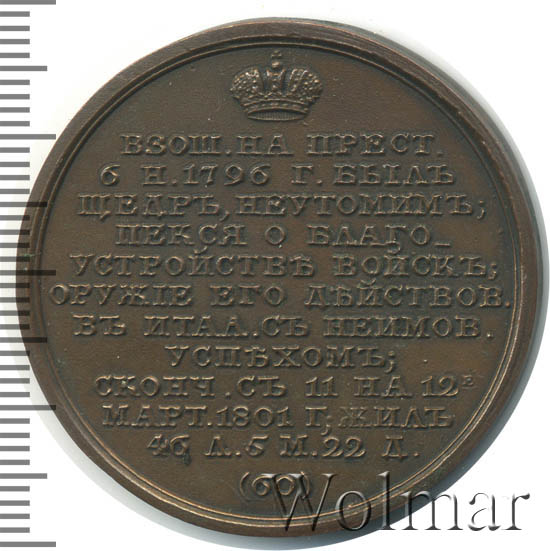 ВЗОШ. НА ПРЕСТ.
6 Н. 1796 Г. БЫЛЪ
ЩЕДРЪ, НЕУТОМИМЪ;
ПЕКСЯ О БЛАГО_
УСТРОЙСТВѢ ВОЙСКЪ;
ОРУЖІЕ ЕГО ДѢЙСТВОВ.
ВЪ ИТАЛ. СЪ НЕИМОВ.
УСПѢХОМЪ;
СКОНЧ. СЪ 11 НА 12Е
МАРТ. 1801 Г, ЖИЛЪ
46 Л. 5 М. 22 Д.
(60)
Wolmar